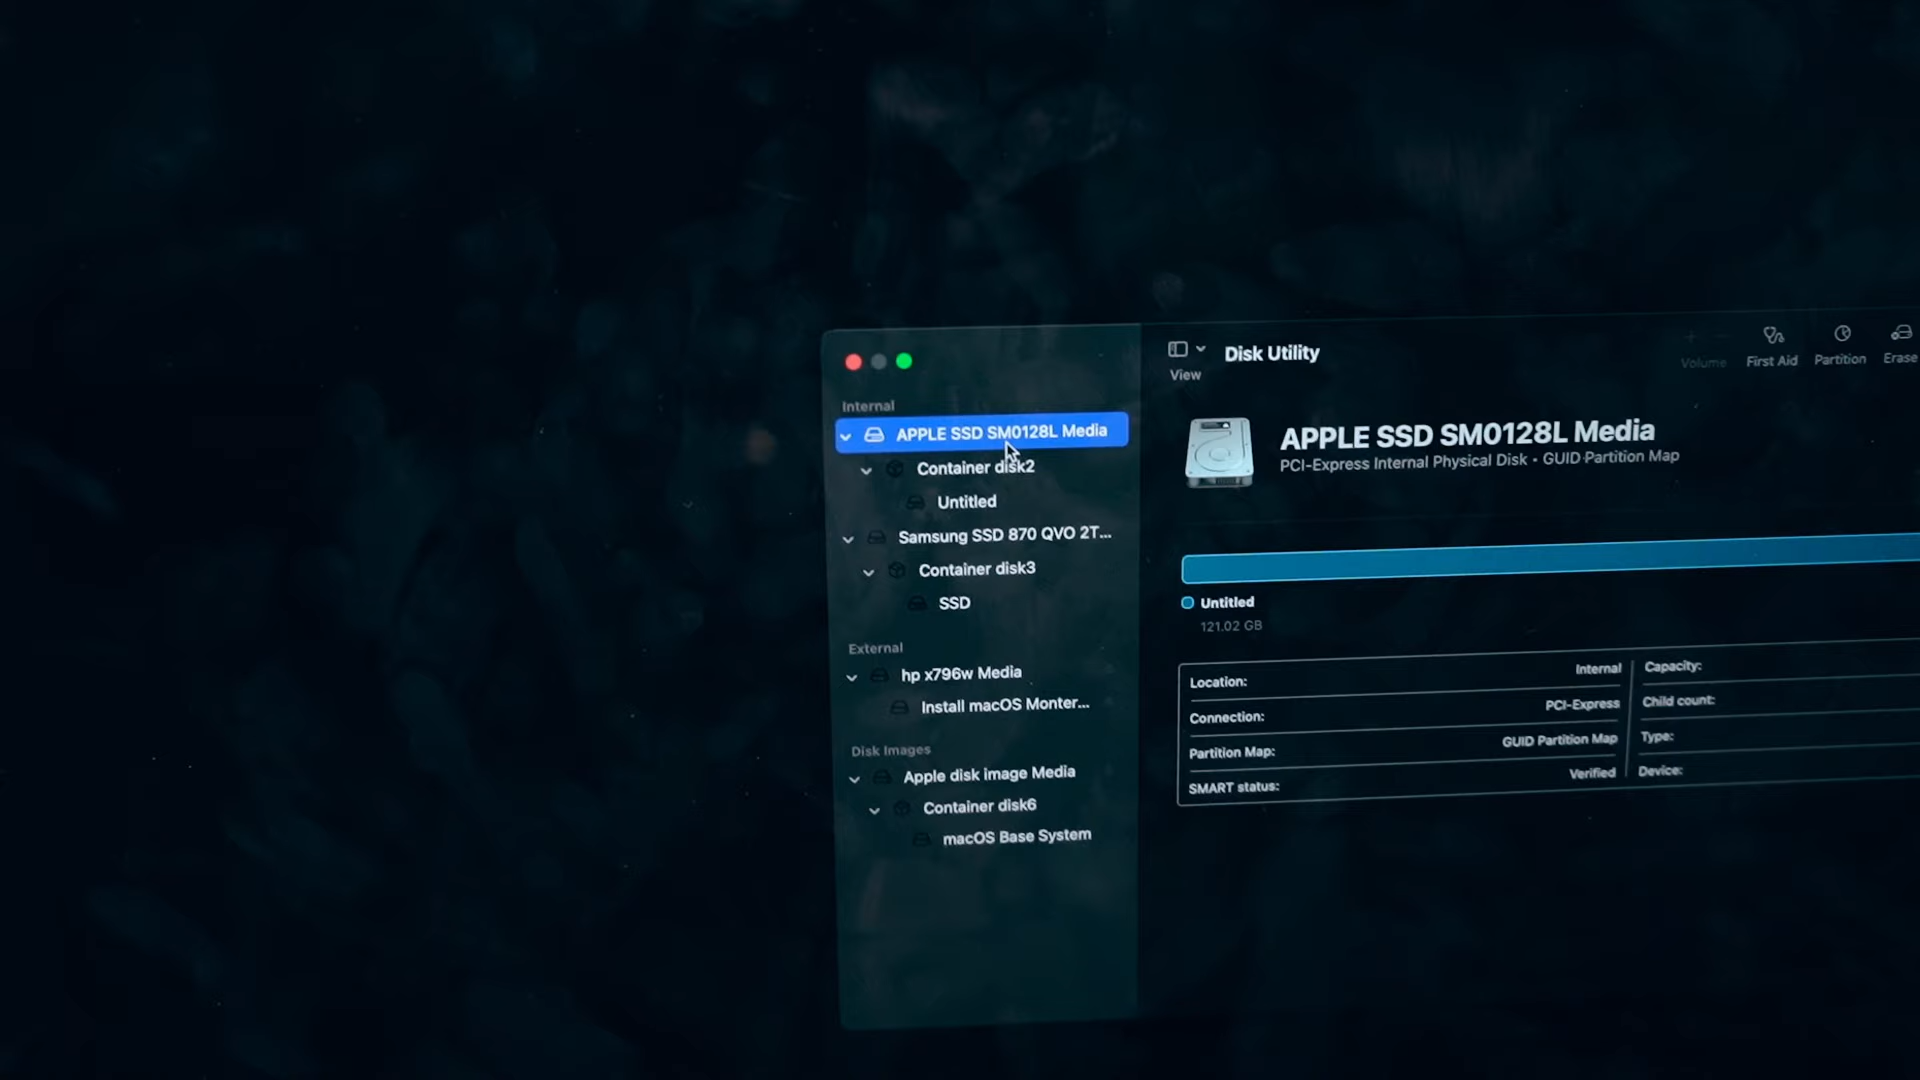 Internal
APPLE SSD SM0128L Media
Container disk2
Untitled
Samsung SSD 870 QVO 2T...
Container disk3
SSD
External
hp x796w Media
Install macOS Monter...
Disk Images
Apple disk image Media
Container disk6
macOS Base System
View
Disk Utility
Volume
First Aid
Partition
Erase
APPLE SSD SM0128L Media
PCI-Express Internal Physical Disk • GUID Partition Map
Untitled
121.02 GB
Location: Internal
Connection: PCI-Express
Partition Map: GUID Partition Map
SMART status: Verified
Capacity:
Child count:
Type:
Device: